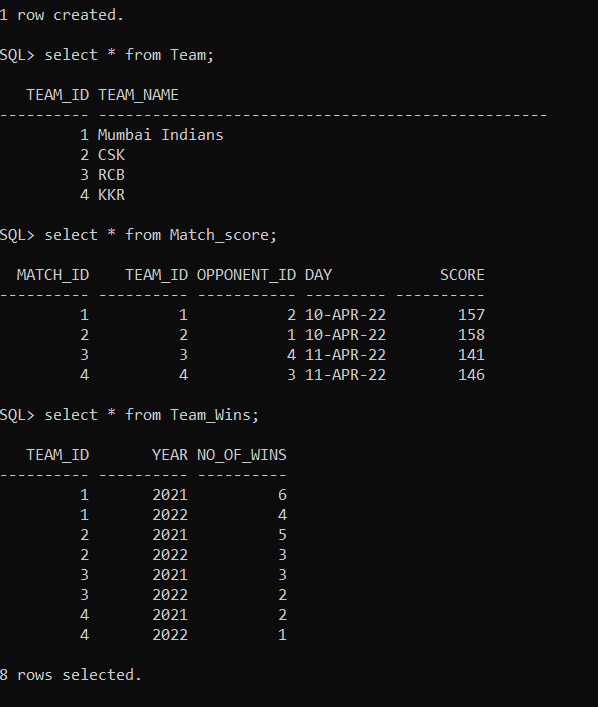 1 row created.
SQL> select * from Team;
   TEAM_ID TEAM_NAME
---------- --------------------------------------------------
         1 Mumbai Indians
         2 CSK
         3 RCB
         4 KKR
SQL> select * from Match_score;
  MATCH_ID    TEAM_ID OPPONENT_ID DAY            SCORE
---------- ---------- ----------- --------- ----------
         1          1           2 10-APR-22        157
         2          2           1 10-APR-22        158
         3          3           4 11-APR-22        141
         4          4           3 11-APR-22        146
SQL> select * from Team_Wins;
   TEAM_ID       YEAR NO_OF_WINS
---------- ---------- ----------
         1       2021          6
         1       2022          4
         2       2021          5
         2       2022          3
         3       2021          3
         3       2022          2
         4       2021          2
         4       2022          1
8 rows selected.